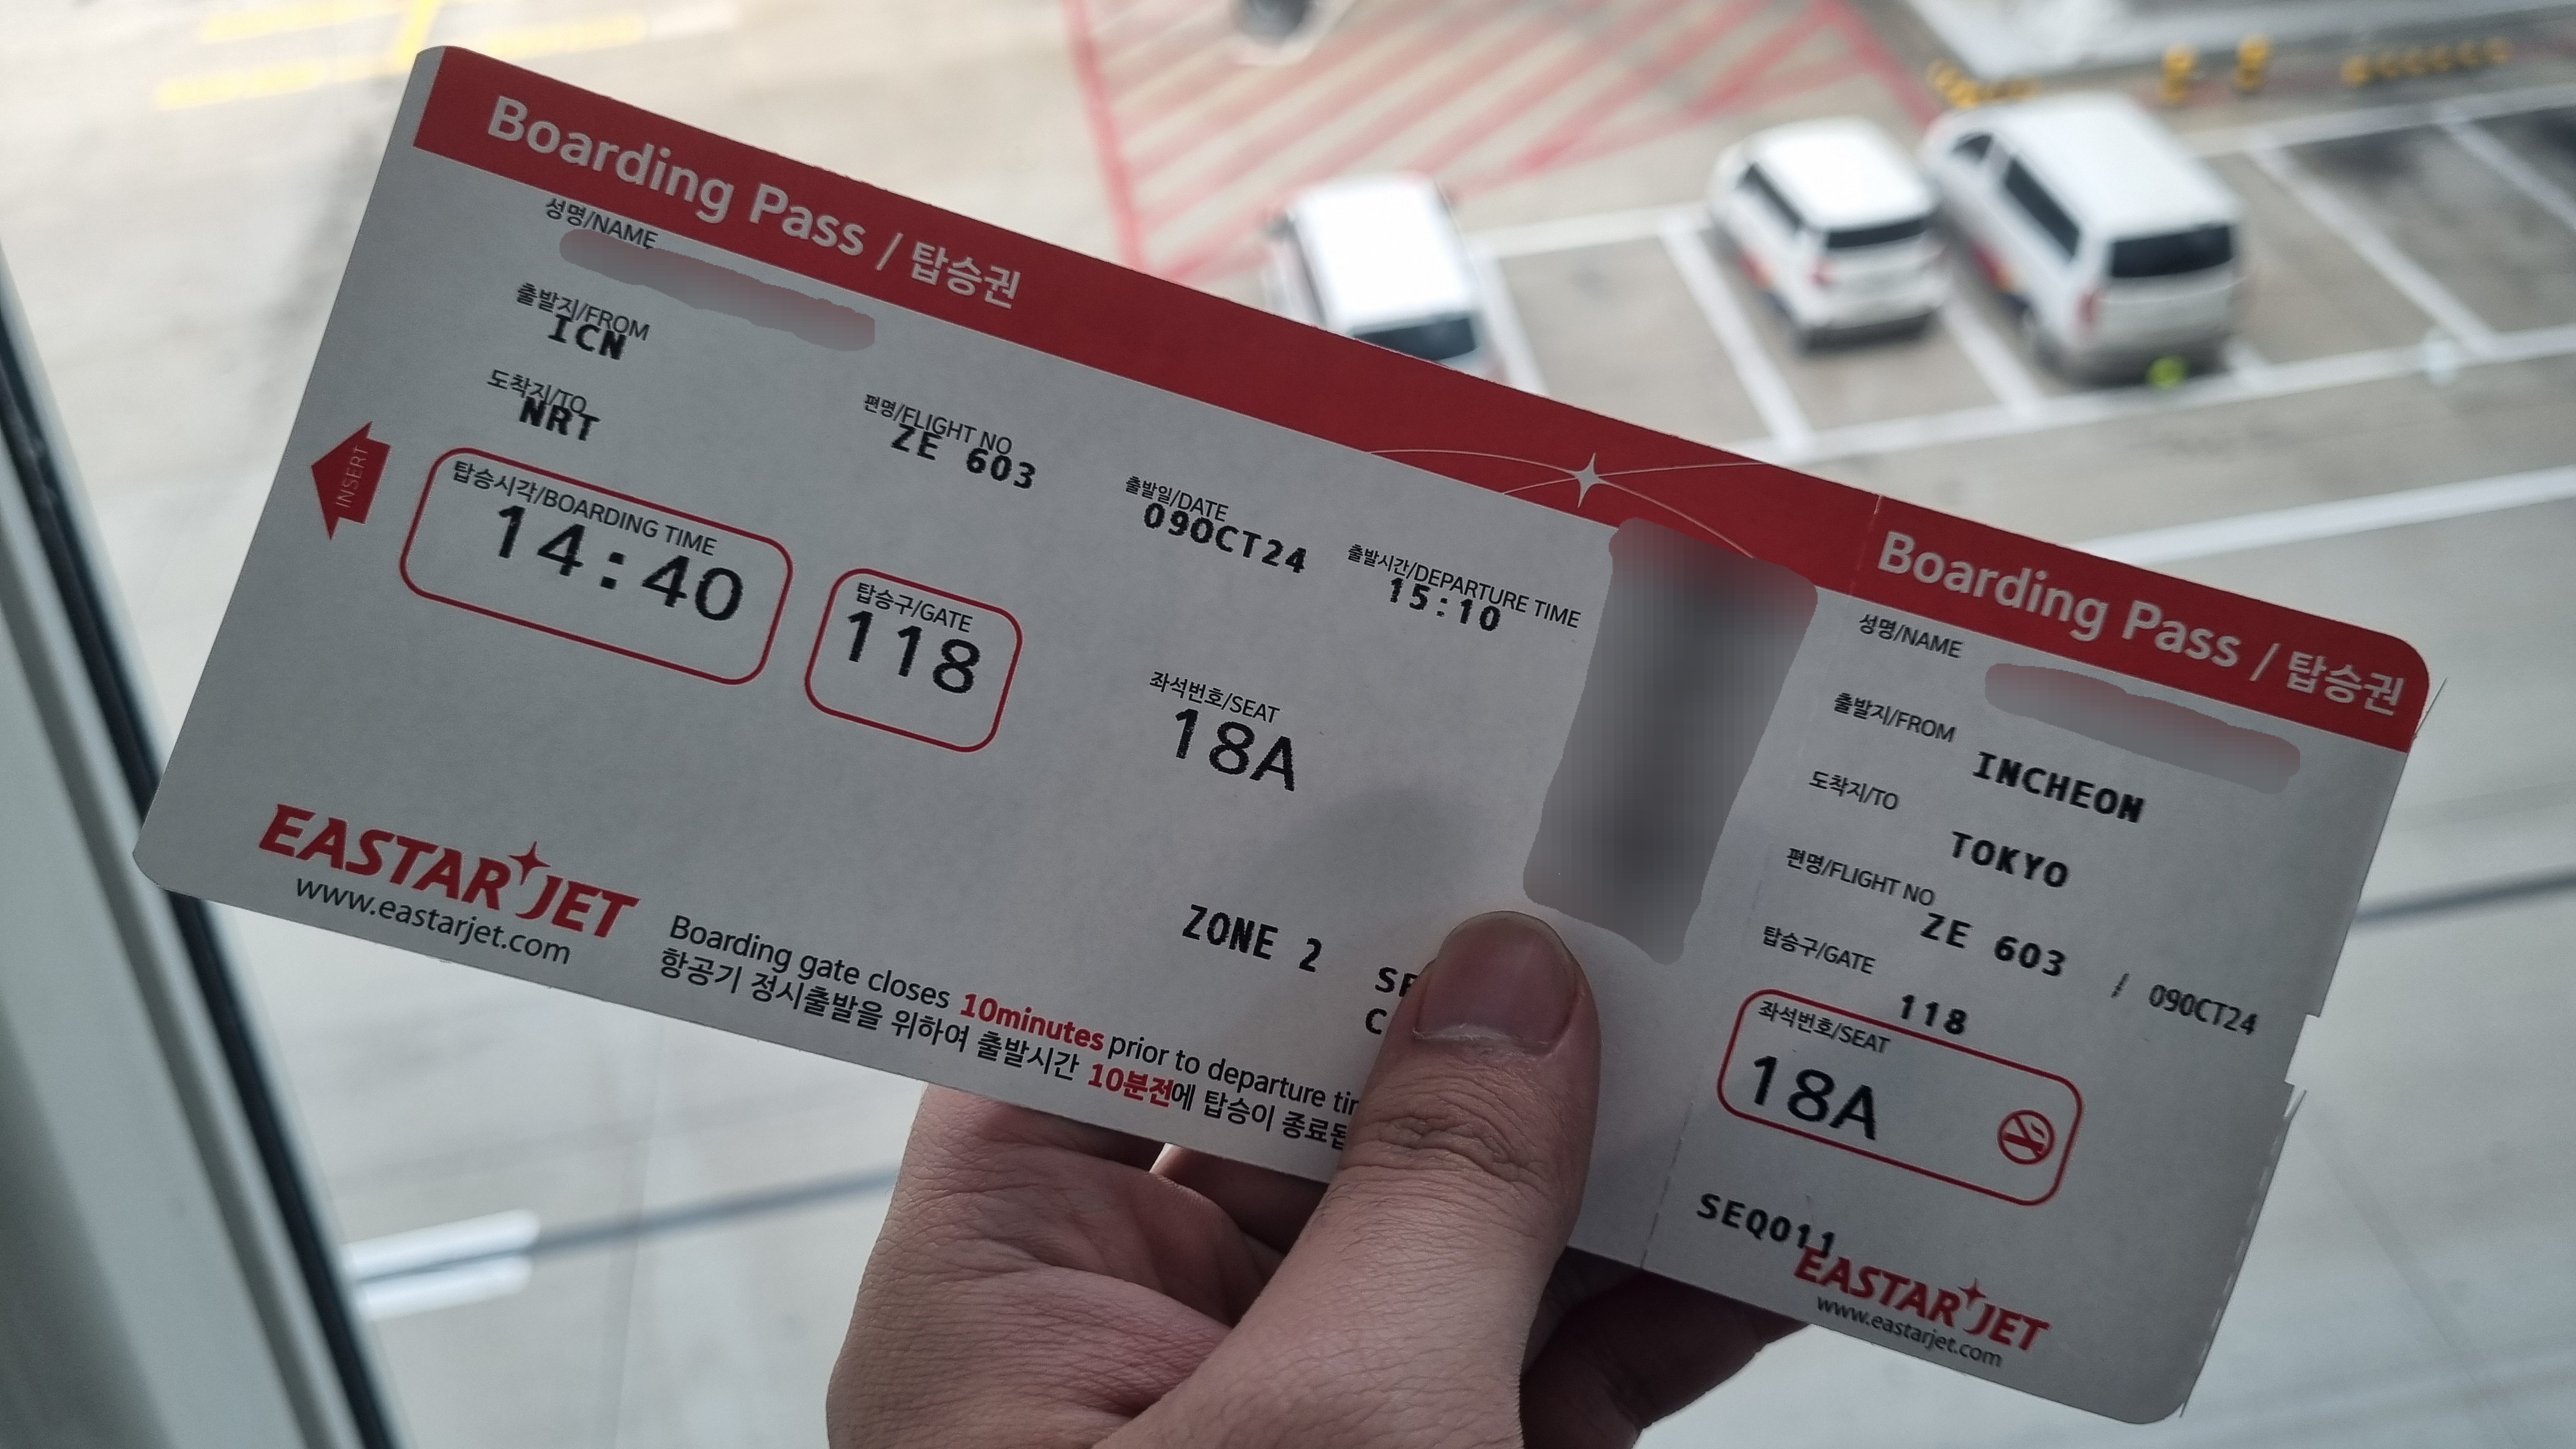 Boarding Pass / 탑승권
성명/NAME
출발지/FROM
ICN
도착지/TO
NRT
편명/FLIGHT NO
ZE 603
출발일/DATE
09OCT24
출발시간/DEPARTURE TIME
15:10
INSERT
탑승시각/BOARDING TIME
14:40
탑승구/GATE
118
좌석번호/SEAT
18A
ZONE 2
EASTAR JET
www.eastarjet.com
Boarding gate closes 10minutes prior to departure
항공기 정시출발을 위하여 출발시간 10분전에 탑승이
Boarding Pass / 탑승권
성명/NAME
출발지/FROM
INCHEON
도착지/TO
TOKYO
편명/FLIGHT NO
ZE 603 / 09OCT24
탑승구/GATE
118
좌석번호/SEAT
18A
SEQ011
EASTAR JET
www.eastarjet.com